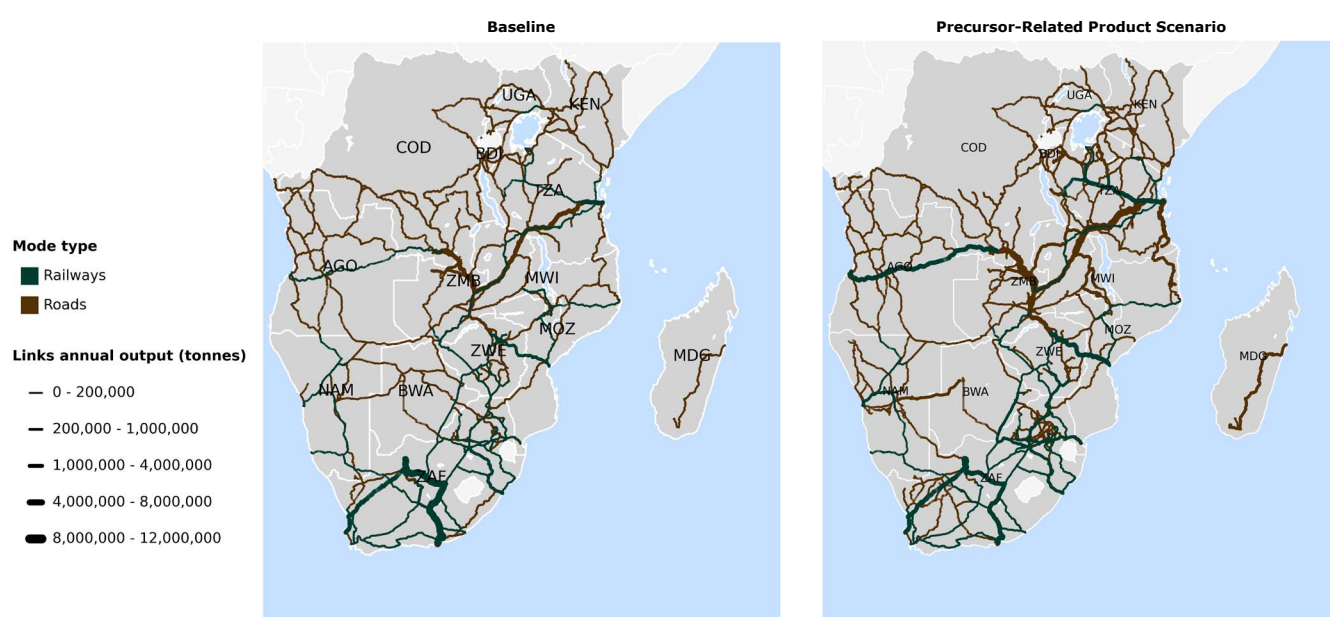 Baseline
Precursor-Related Product Scenario
UGA
KEN
COD
BDI
TZA
AGO
ZMB
MWI
MOZ
ZWE
MDG
NAM
BWA
ZAF
UGA
KEN
COD
BDI
TZA
AGO
ZMB
MWI
MOZ
ZWE
MDG
NAM
BWA
ZAF
Mode type
Railways
Roads
Links annual output (tonnes)
0 - 200,000
200,000 - 1,000,000
1,000,000 - 4,000,000
4,000,000 - 8,000,000
8,000,000 - 12,000,000